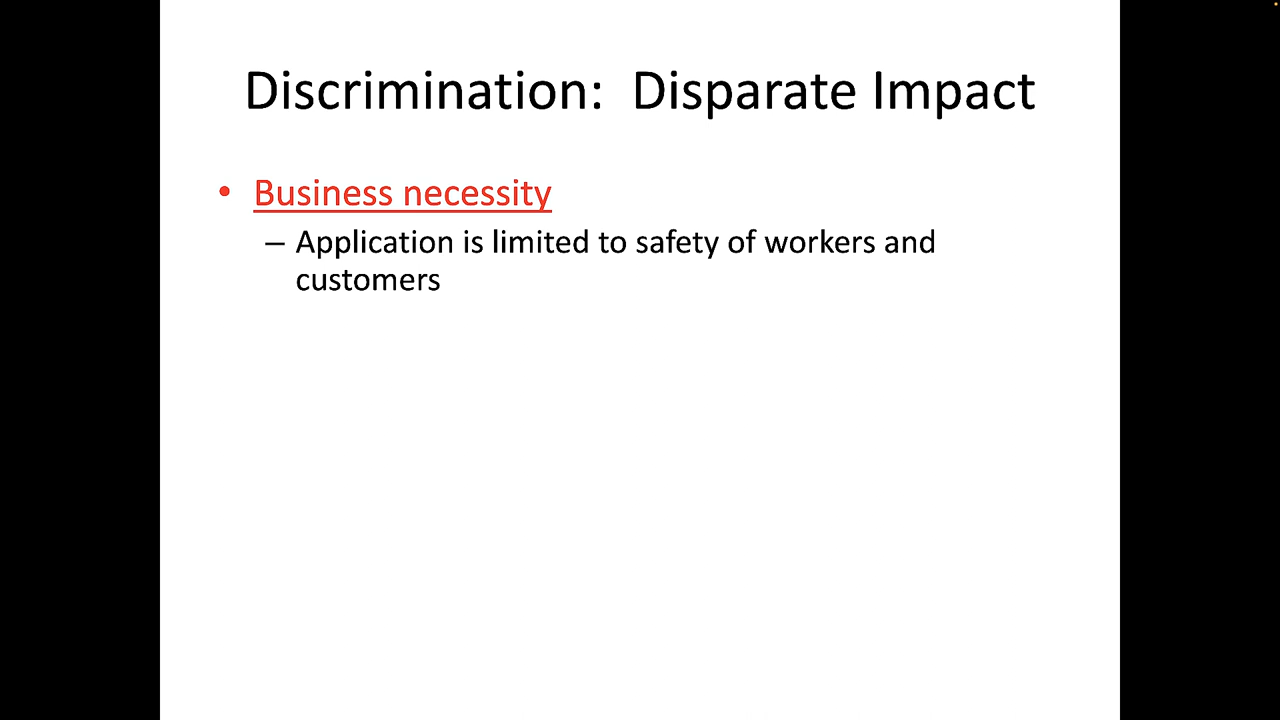 Discrimination:  Disparate Impact
• Business necessity
– Application is limited to safety of workers and
customers